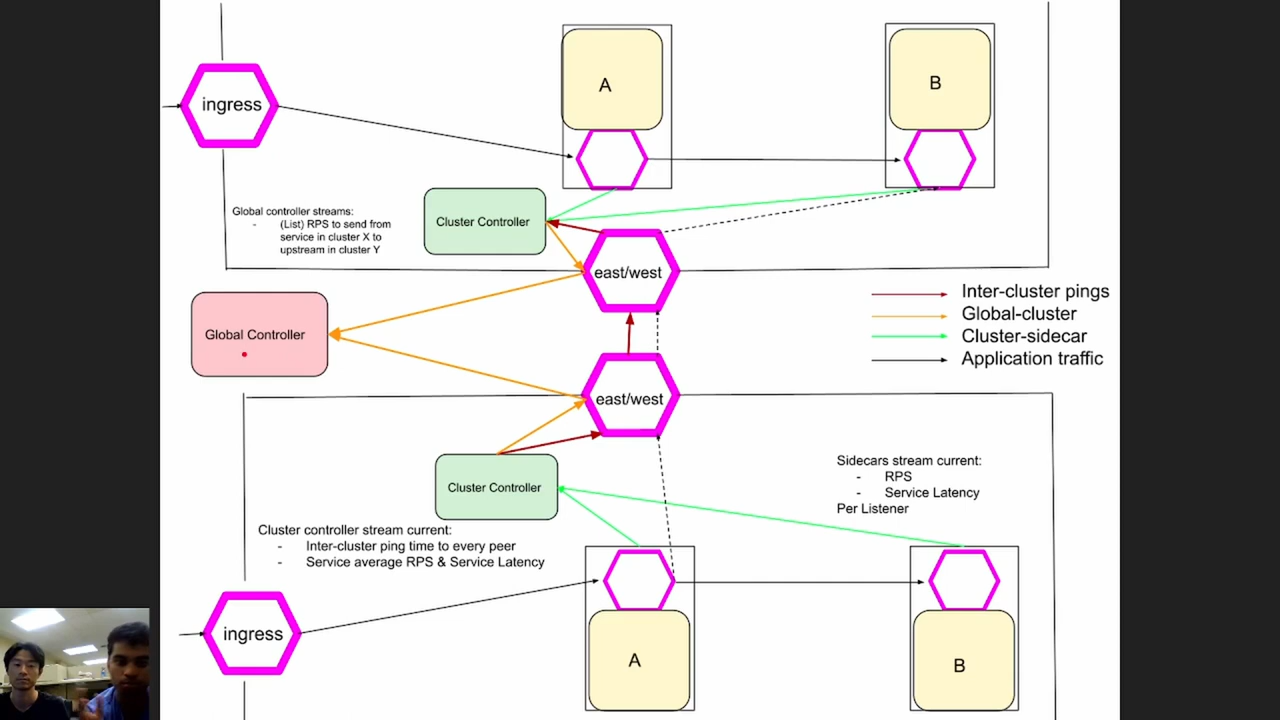 A
B
ingress
Global controller streams:
- (List) RPS to send from
service in cluster X to
upstream in cluster Y
Cluster Controller
east/west
Inter-cluster pings
Global-cluster
Cluster-sidecar
Application traffic
Global Controller
east/west
Cluster Controller
Sidecars stream current:
- RPS
- Service Latency
Per Listener
Cluster controller stream current:
- Inter-cluster ping time to every peer
- Service average RPS & Service Latency
ingress
A
B